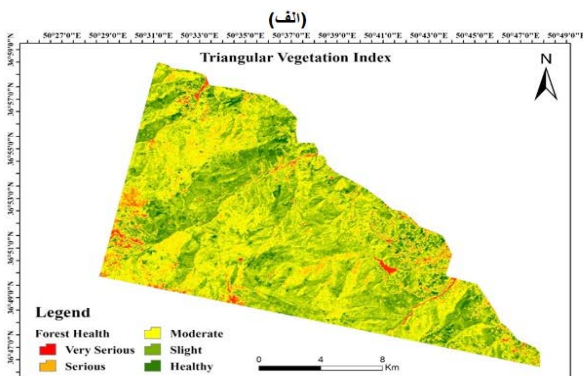 (الف)
50°27'0"E 50°29'0"E 50°31'0"E 50°33'0"E 50°35'0"E 50°37'0"E 50°39'0"E 50°41'0"E 50°43'0"E 50°45'0"E 50°47'0"E 50°49'0"E
Triangular Vegetation Index
N
36°59'0"N
36°57'0"N
36°55'0"N
36°53'0"N
36°51'0"N
36°49'0"N
36°47'0"N
Legend
Forest Health
Very Serious
Serious
Moderate
Slight
Healthy
0 4 8
Km